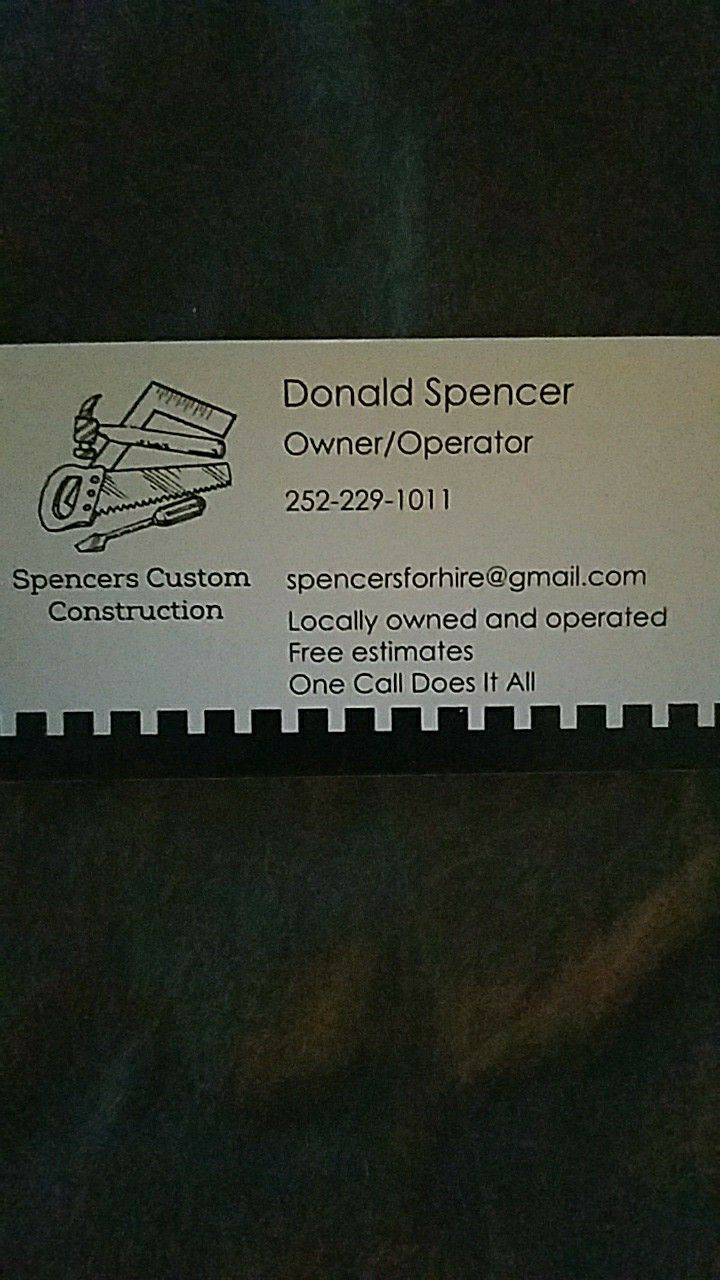 Donald Spencer
Owner/Operator
252-229-1011
Spencers Custom
Construction
spencersforhire@gmail.com
Locally owned and operated
Free estimates
One Call Does It All